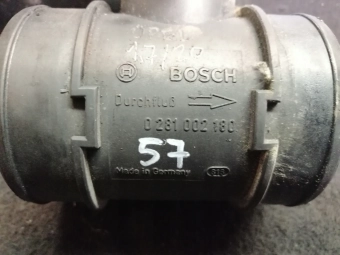 BOSCH
Durchfluß
0 281 002 180
57
Made in Germany